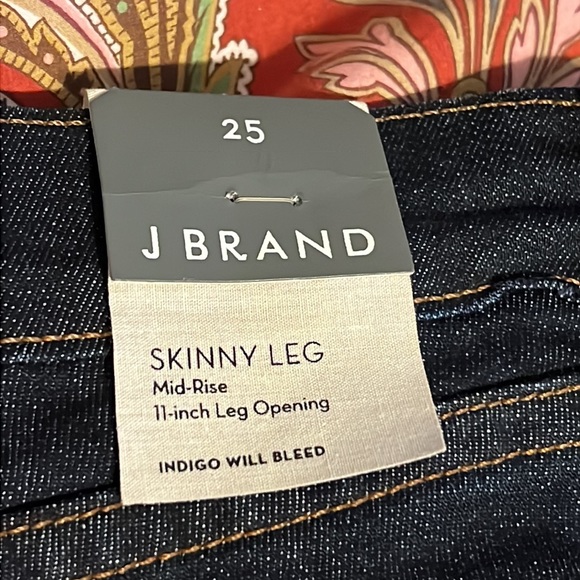 25
J BRAND
SKINNY LEG
Mid-Rise
11-inch Leg Opening
INDIGO WILL BLEED